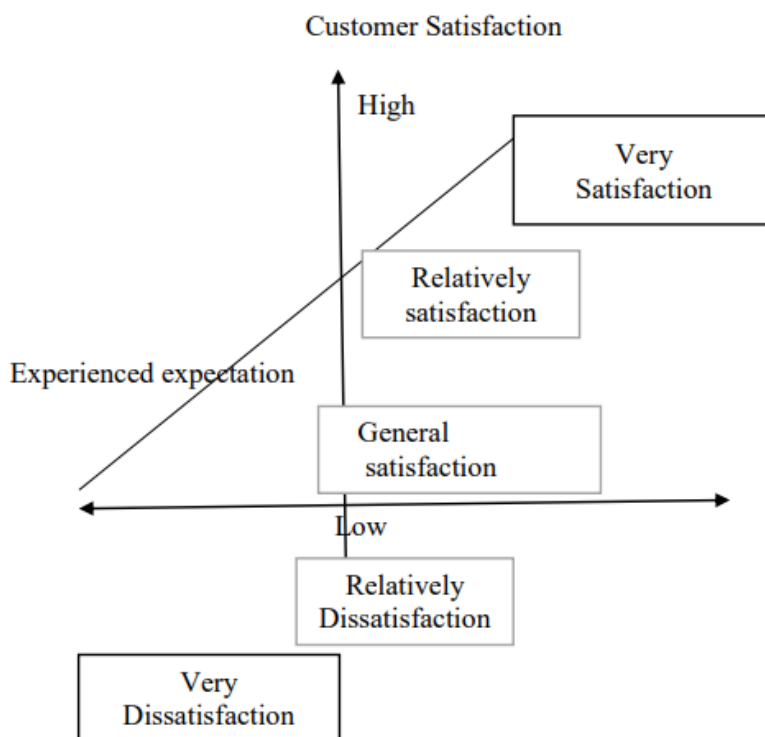 Customer Satisfaction
High
Very
Satisfaction
Relatively
satisfaction
Experienced expectation
General
satisfaction
Low
Relatively
Dissatisfaction
Very
Dissatisfaction